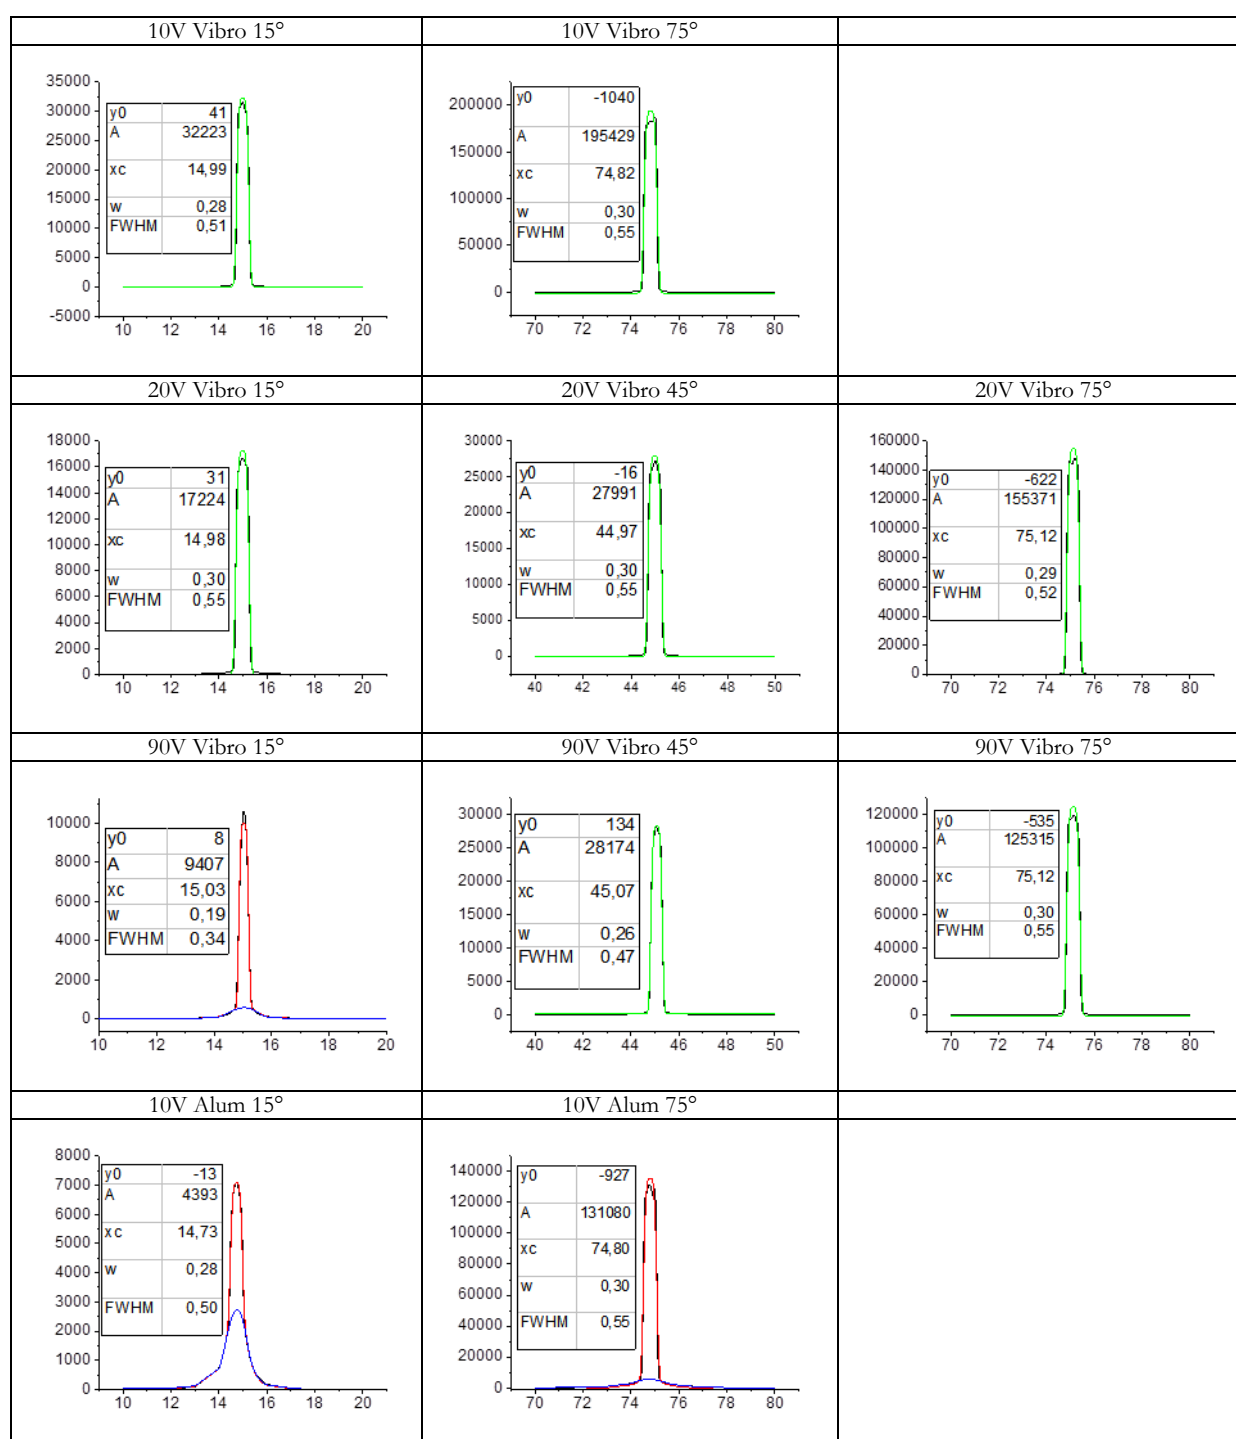 10V Vibro 15° 10V Vibro 75°
35000
30000
25000
20000
15000
10000
5000
0
-5000
10 12 14 16 18 20
y0 41
A 32223
xc 14,99
w 0,28
FWHM 0,51
200000
150000
100000
50000
0
70 72 74 76 78 80
y0 -1040
A 195429
xc 74,82
w 0,30
FWHM 0,55
20V Vibro 15° 20V Vibro 45° 20V Vibro 75°
18000
16000
14000
12000
10000
8000
6000
4000
2000
0
10 12 14 16 18 20
y0 31
A 17224
xc 14,98
w 0,30
FWHM 0,55
30000
25000
20000
15000
10000
5000
0
40 42 44 46 48 50
y0 -16
A 27991
xc 44,97
w 0,30
FWHM 0,55
160000
140000
120000
100000
80000
60000
40000
20000
0
70 72 74 76 78 80
y0 -622
A 155371
xc 75,12
w 0,29
FWHM 0,52
90V Vibro 15° 90V Vibro 45° 90V Vibro 75°
10000
8000
6000
4000
2000
0
10 12 14 16 18 20
y0 8
A 9407
xc 15,03
w 0,19
FWHM 0,34
30000
25000
20000
15000
10000
5000
0
40 42 44 46 48 50
y0 134
A 28174
xc 45,07
w 0,26
FWHM 0,47
120000
100000
80000
60000
40000
20000
0
70 72 74 76 78 80
y0 -535
A 125315
xc 75,12
w 0,30
FWHM 0,55
10V Alum 15° 10V Alum 75°
8000
7000
6000
5000
4000
3000
2000
1000
0
10 12 14 16 18 20
y0 -13
A 4393
xc 14,73
w 0,28
FWHM 0,50
140000
120000
100000
80000
60000
40000
20000
0
70 72 74 76 78 80
y0 -927
A 131080
xc 74,80
w 0,30
FWHM 0,55